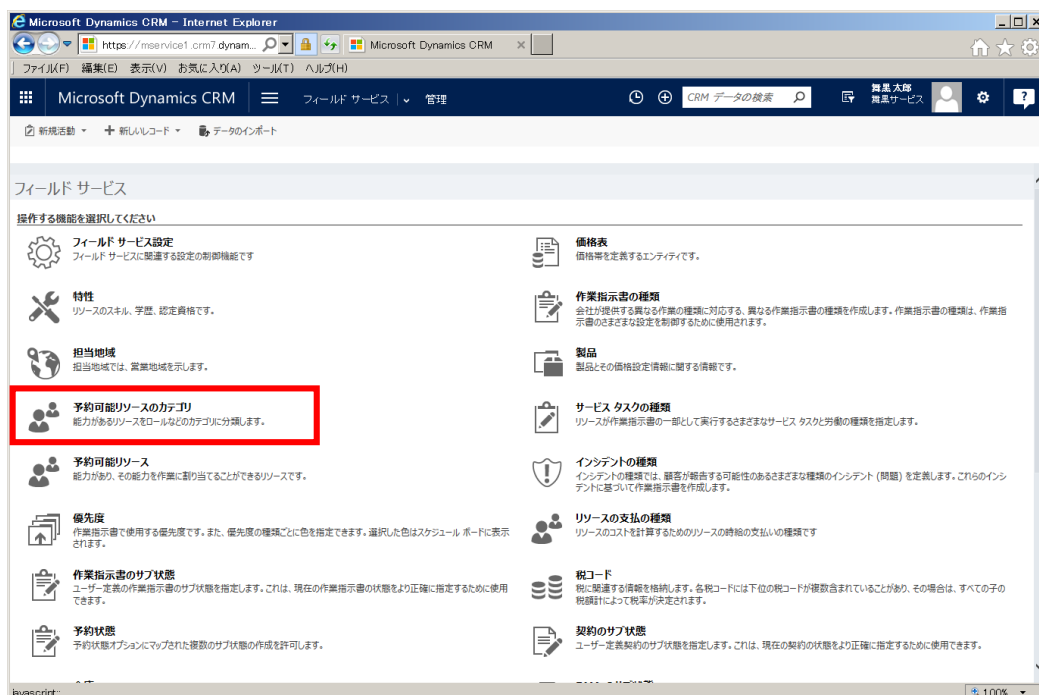 Microsoft Dynamics CRM - Internet Explorer
https://mservice1.crm7.dynam...
Microsoft Dynamics CRM
ファイル(F) 編集(E) 表示(V) お気に入り(A) ツール(T) ヘルプ(H)
Microsoft Dynamics CRM フィールド サービス 管理
CRM データの検索
舞黒 太郎
舞黒サービス
新規活動 新しいレコード データのインポート
フィールド サービス
操作する機能を選択してください
フィールド サービス設定
フィールド サービスに関連する設定の制御機能です
価格表
価格帯を定義するエンティティです。
特性
リソースのスキル、学歴、認定資格です。
作業指示書の種類
会社が提供する異なる作業の種類に対応する、異なる作業指示書の種類を作成します。作業指示書の種類は、作業指
示書のさまざまな設定を制御するために使用されます。
担当地域
担当地域では、営業地域を示します。
製品
製品とその価格設定情報に関する情報です。
予約可能リソースのカテゴリ
能力があるリソースをロールなどのカテゴリに分類します。
サービス タスクの種類
リソースが作業指示書の一部として実行するさまざまなサービス タスクと労働の種類を指定します。
予約可能リソース
能力があり、その能力を作業に割り当てることができるリソースです。
インシデントの種類
インシデントの種類では、顧客が報告する可能性のあるさまざまな種類のインシデント (問題) を定義します。これらのインシ
デントに基づいて作業指示書を作成します。
優先度
作業指示書で使用する優先度です。また、優先度の種類ごとに色を指定できます。選択した色はスケジュール ボードに表示
されます。
リソースの支払の種類
リソースのコストを計算するためのリソースの時給の支払いの種類です
作業指示書のサブ状態
ユーザー定義の作業指示書のサブ状態を指定します。これは、現在の作業指示書の状態をより正確に指定するために使用
できます。
税コード
税に関連する情報を格納します。各税コードには下位の税コードが複数含まれていることがあり、その場合は、すべての子の
税額計によって税率が決定されます。
予約状態
予約状態オプションにマップされた複数のサブ状態の作成を許可します。
契約のサブ状態
ユーザー定義契約のサブ状態を指定します。これは、現在の契約の状態をより正確に指定するために使用できます。
javascript:;
100%